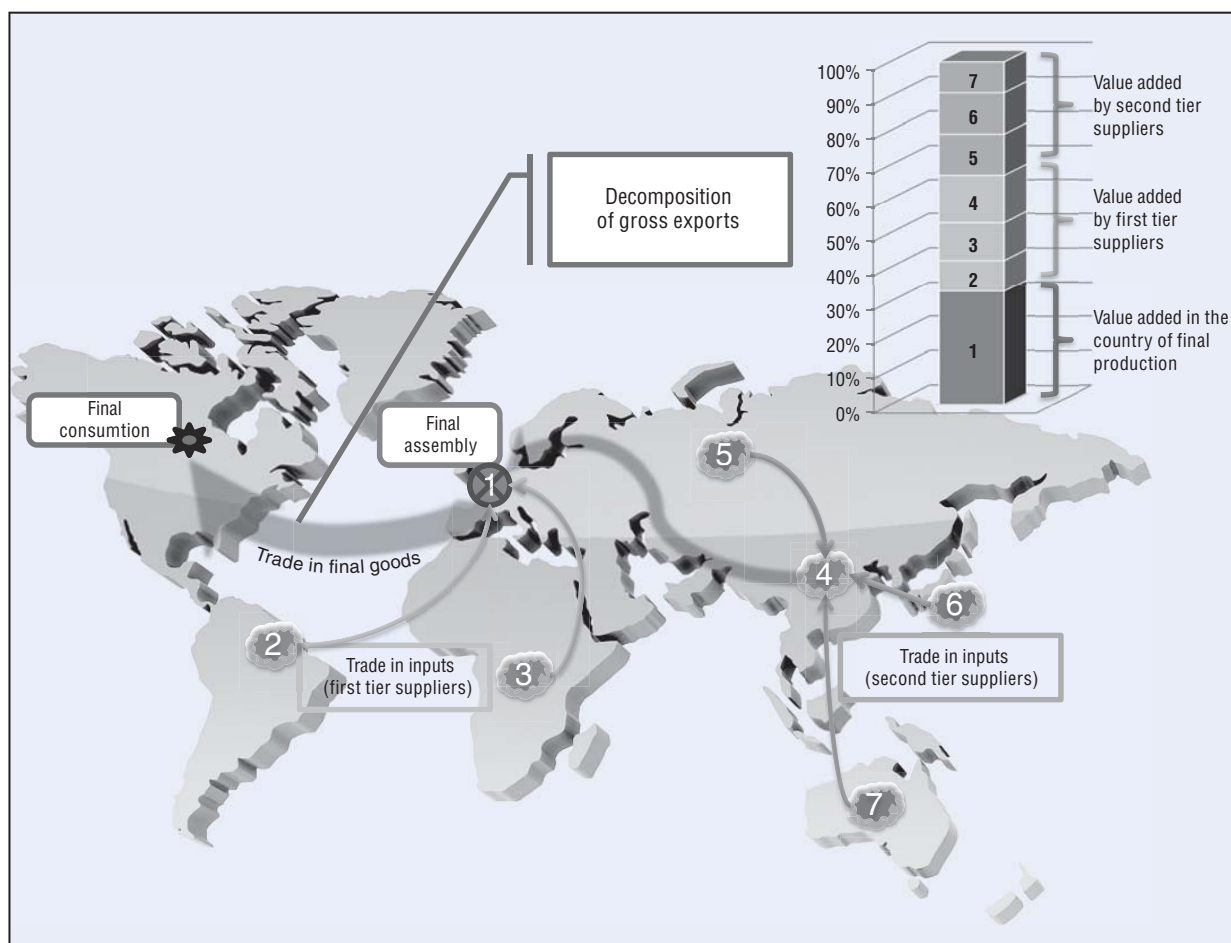 100%
90%
80%
70%
60%
50%
40%
30%
20%
10%
0%
7
6
5
4
3
2
1
Value added
by second tier
suppliers
Value added
by first tier
suppliers
Value added in the
country of final
production
Decomposition
of gross exports
Final
consumtion
Final
assembly
1
5
Trade in final goods
4
6
2
3
Trade in inputs
(first tier suppliers)
Trade in inputs
(second tier suppliers)
7